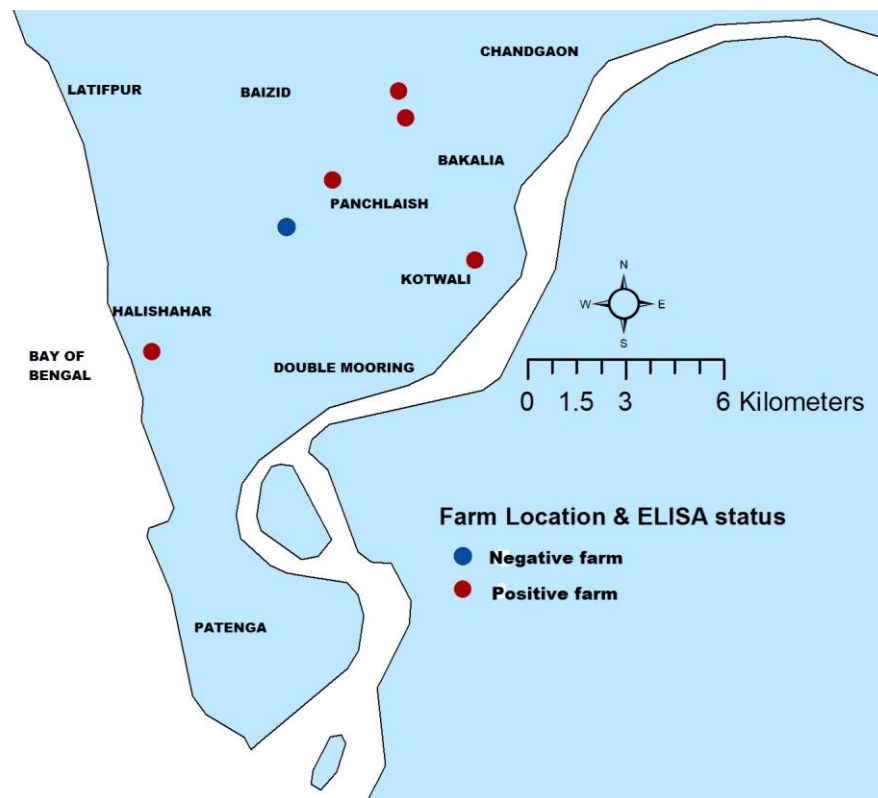 CHANDGAON
LATIFPUR
BAIZID
BAKALIA
PANCHLAISH
KOTWALI
N
W
E
S
HALISHAHAR
BAY OF
BENGAL
DOUBLE MOORING
0 1.5 3 6 Kilometers
Farm Location & ELISA status
Negative farm
Positive farm
PATENGA